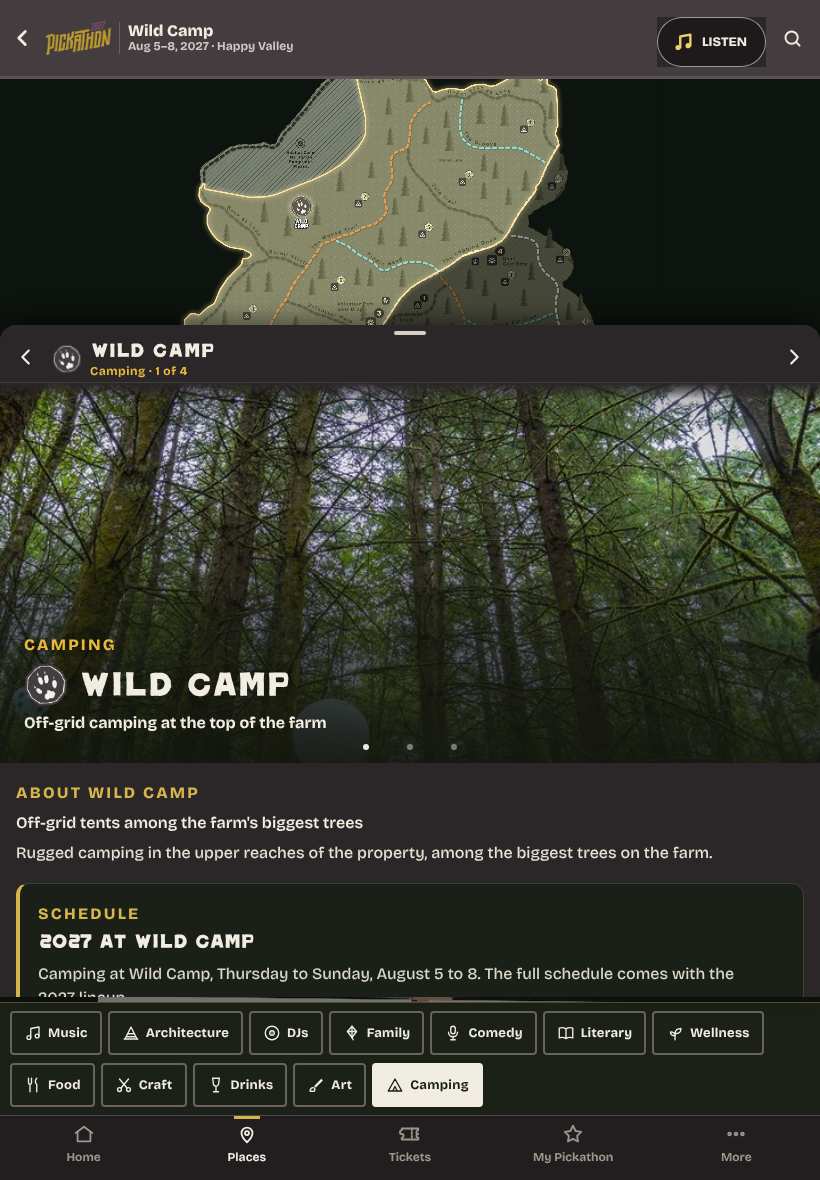 PICKATHON
Wild Camp
Aug 5–8, 2027 · Happy Valley
LISTEN
WILD
CAMP
WILD CAMP
Camping · 1 of 4
CAMPING
WILD CAMP
Off-grid camping at the top of the farm
ABOUT WILD CAMP
Off-grid tents among the farm's biggest trees
Rugged camping in the upper reaches of the property, among the biggest trees on the farm.
SCHEDULE
2027 AT WILD CAMP
Camping at Wild Camp, Thursday to Sunday, August 5 to 8. The full schedule comes with the
2027 lineup
Music
Architecture
DJs
Family
Comedy
Literary
Wellness
Food
Craft
Drinks
Art
Camping
Home
Places
Tickets
My Pickathon
More